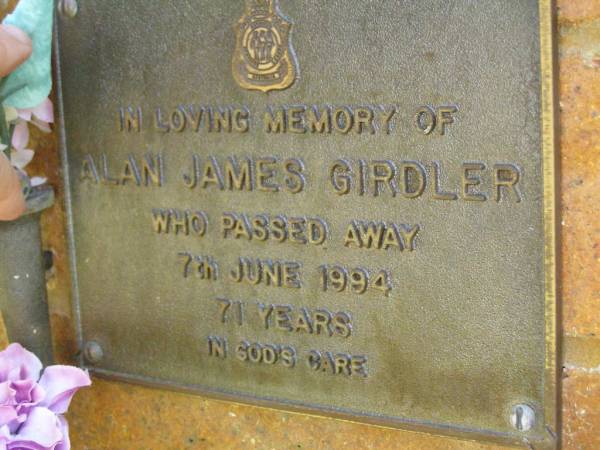 IN LOVING MEMORY OF
ALAN JAMES GIRDLER
WHO PASSED AWAY
7th JUNE 1994
71 YEARS
IN GOD'S CARE